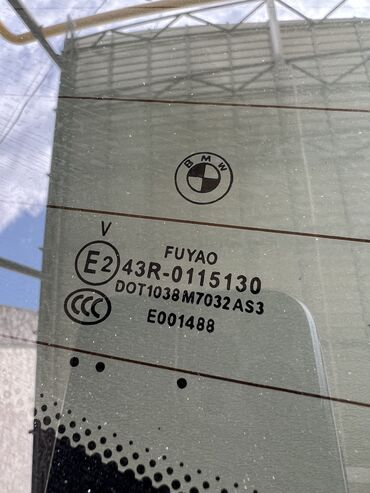 BMW
V
FUYAO
E2 43R-0115130
DOT1038 M7032 AS3
CCC
E001488